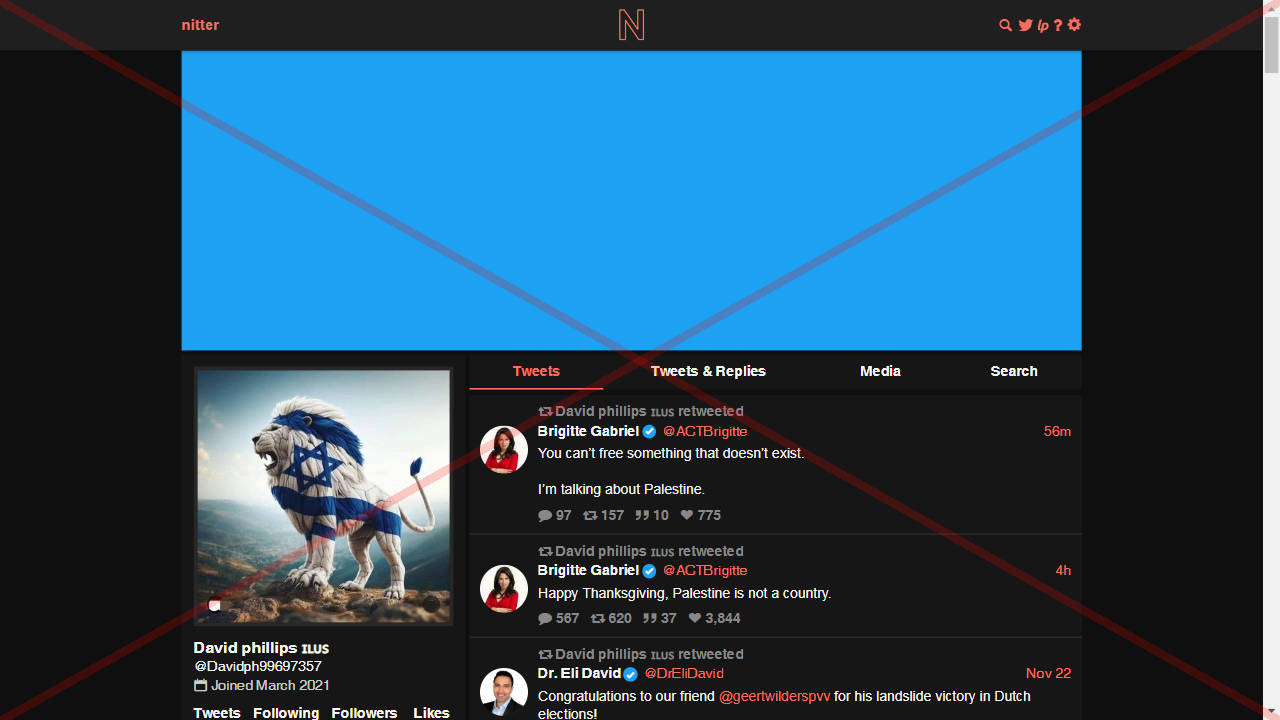 nitter
N
lp ?
Tweets
Tweets & Replies
Media
Search
David phillips ILUS retweeted
Brigitte Gabriel @ACTBrigitte 56m
You can't free something that doesn't exist.
I'm talking about Palestine.
97 157 10 775
David phillips ILUS retweeted
Brigitte Gabriel @ACTBrigitte 4h
Happy Thanksgiving, Palestine is not a country.
567 620 37 3,844
David phillips ILUS retweeted
Dr. Eli David @DrEliDavid Nov 22
Congratulations to our friend @geertwilderspvv for his landslide victory in Dutch
elections!
David phillips ILUS
@Davidph99697357
Joined March 2021
Tweets Following Followers Likes